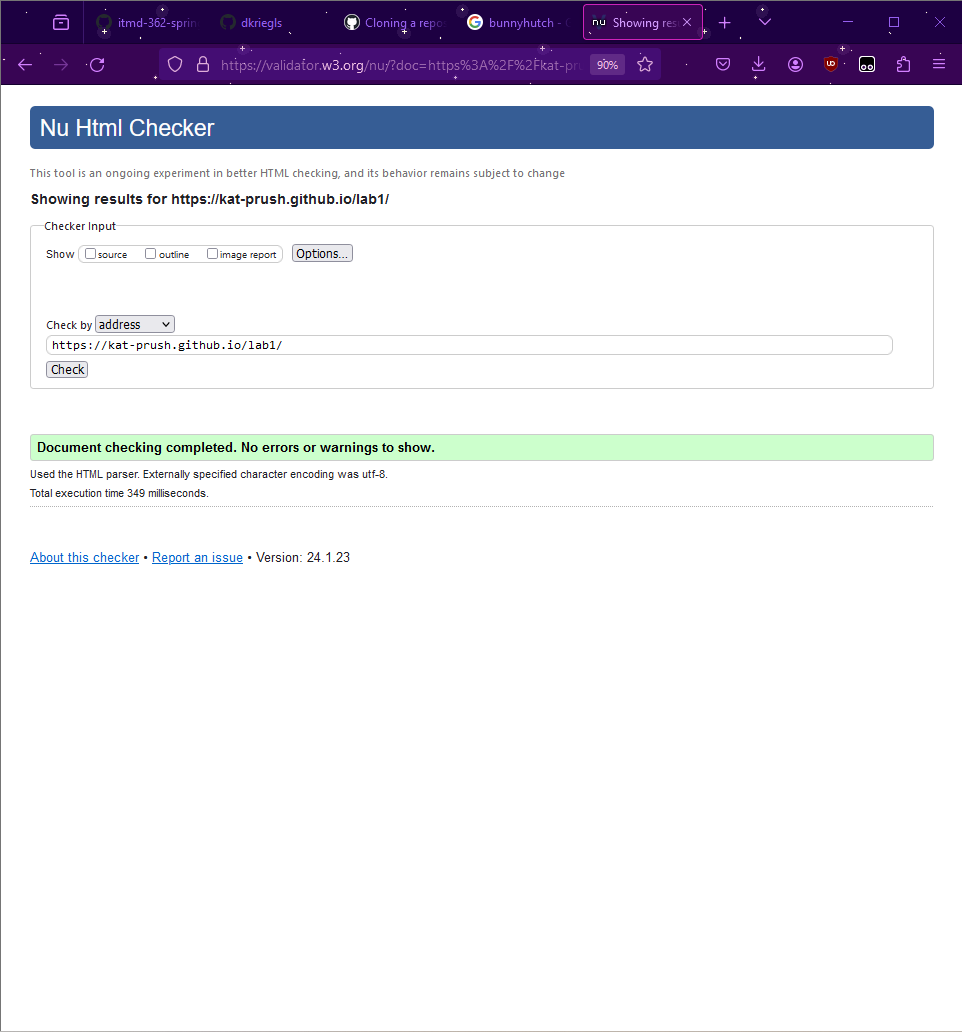 itmd-362-sprin
dkriegls
Cloning a repo
bunnyhutch - G
nu Showing res
https://validator.w3.org/nu/?doc=https%3A%2F%2Fkat-pru
90%
Nu Html Checker
This tool is an ongoing experiment in better HTML checking, and its behavior remains subject to change
Showing results for https://kat-prush.github.io/lab1/
Checker Input
Show source outline image report Options...
Check by address
https://kat-prush.github.io/lab1/
Check
Document checking completed. No errors or warnings to show.
Used the HTML parser. Externally specified character encoding was utf-8.
Total execution time 349 milliseconds.
About this checker • Report an issue • Version: 24.1.23